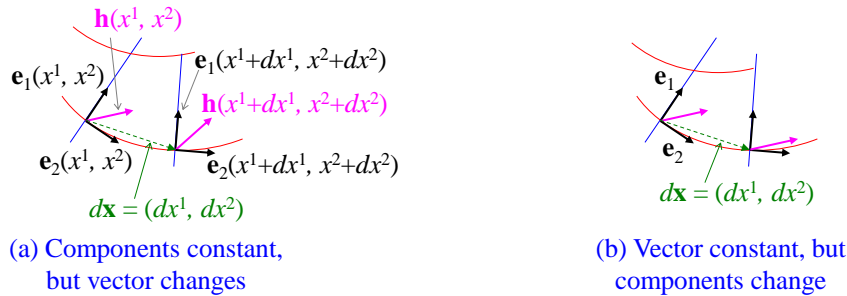 h(x¹, x²)
e₁(x¹+dx¹, x²+dx²)
e₁(x¹, x²)
h(x¹+dx¹, x²+dx²)
e₂(x¹, x²)
e₂(x¹+dx¹, x²+dx²)
dx = (dx¹, dx²)
(a) Components constant,
but vector changes
e₁
e₂
dx = (dx¹, dx²)
(b) Vector constant, but
components change